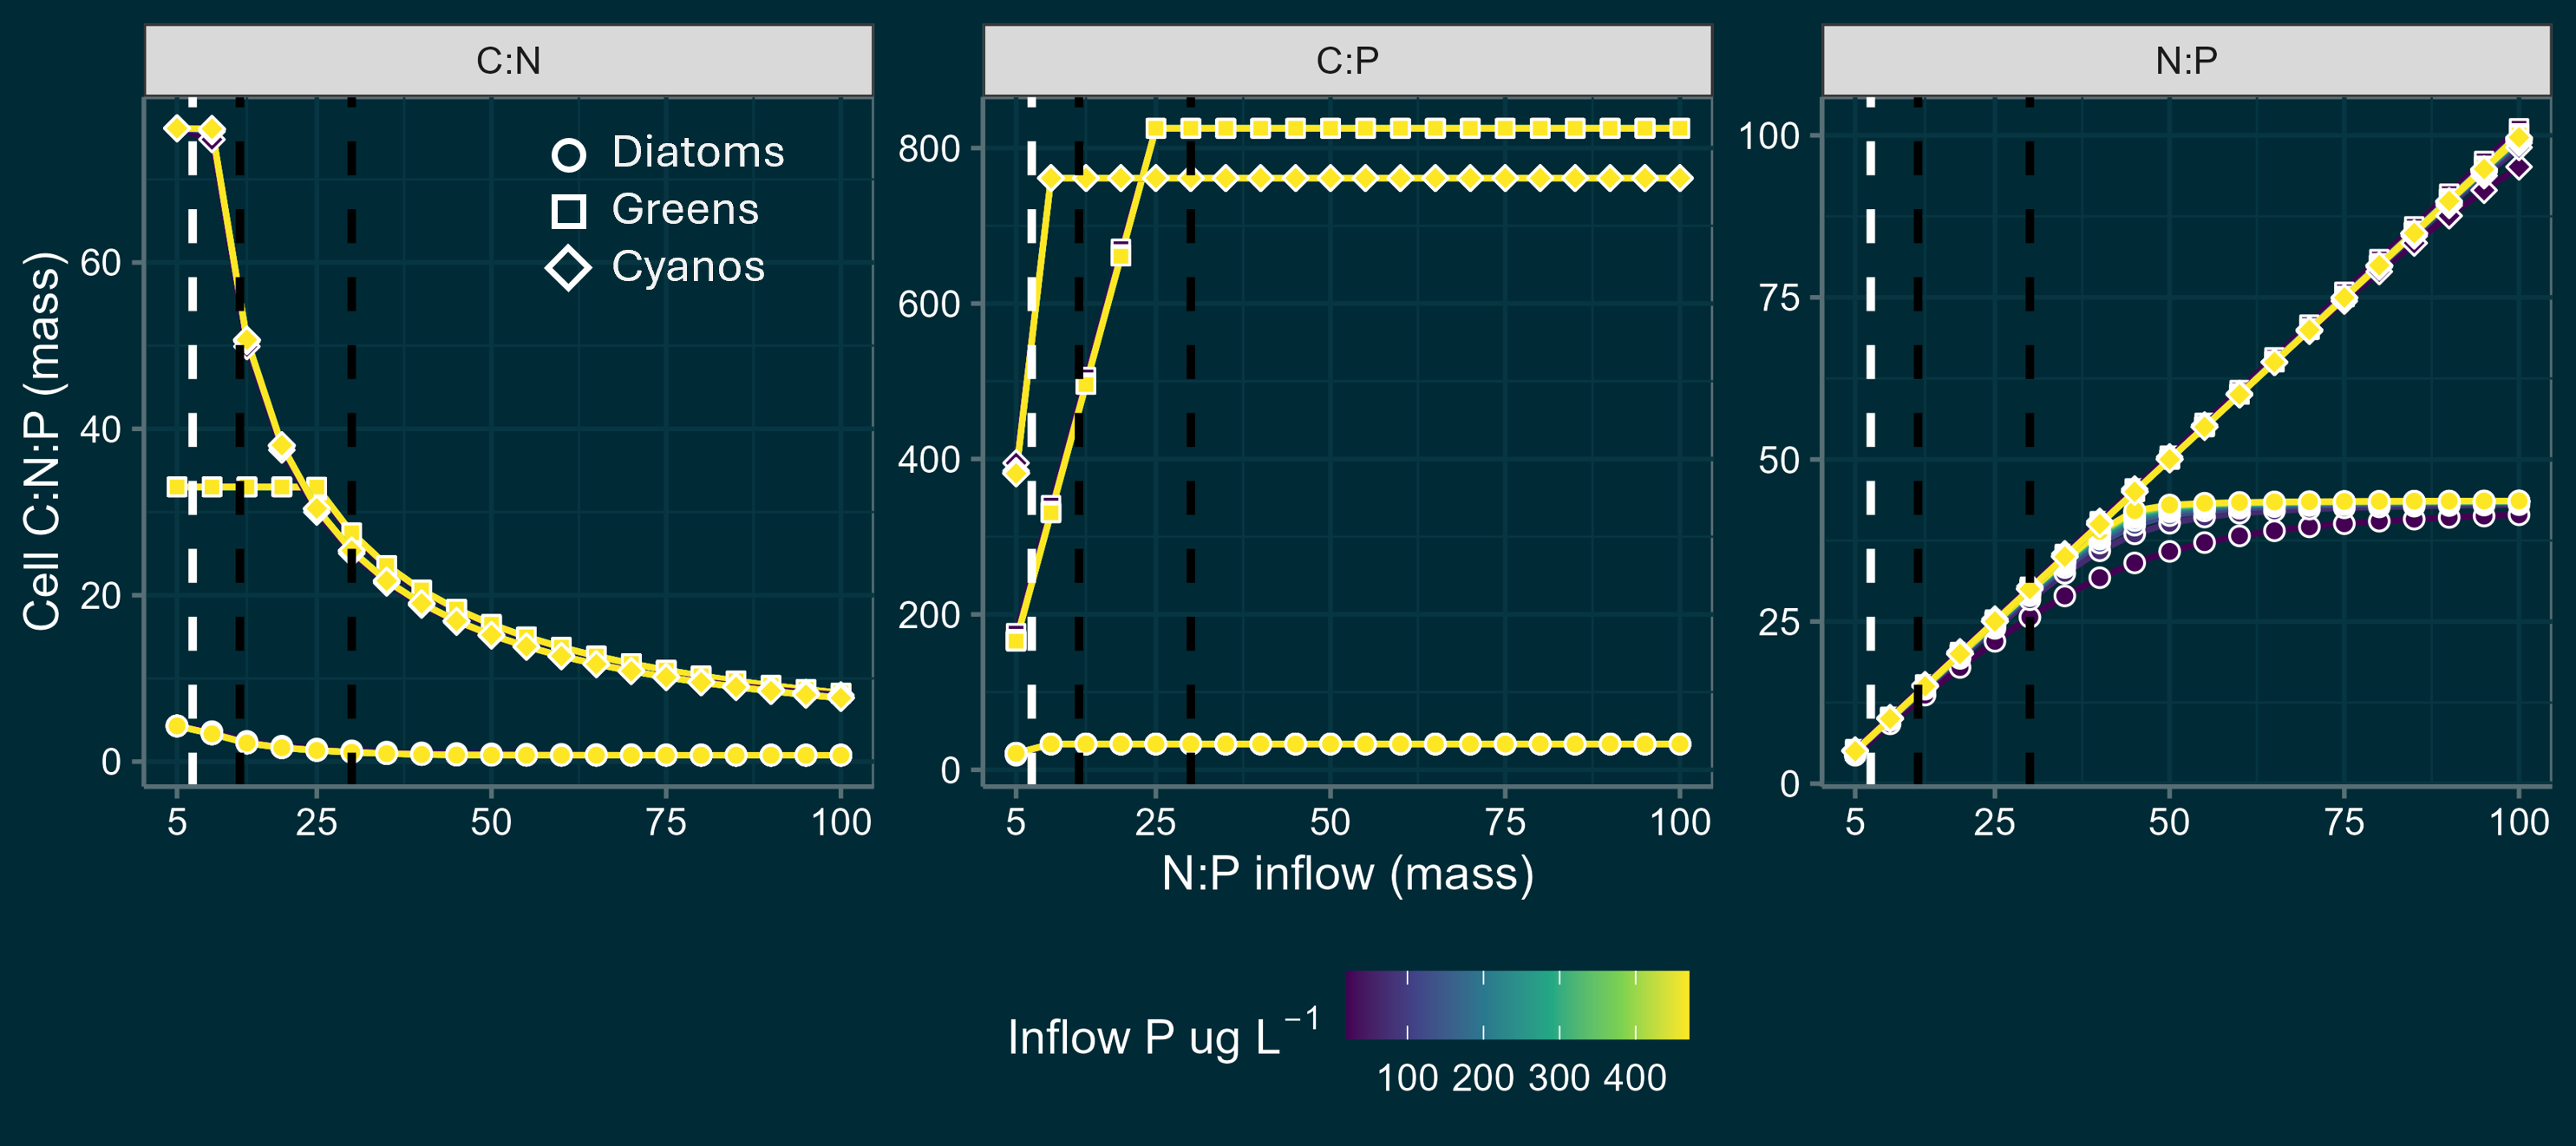 C:N
C:P
N:P
Diatoms
Greens
Cyanos
Cell C:N:P (mass)
60
40
20
0
800
600
400
200
0
100
75
50
25
0
5 25 50 75 100
5 25 50 75 100
5 25 50 75 100
N:P inflow (mass)
Inflow P ug L⁻¹
100 200 300 400